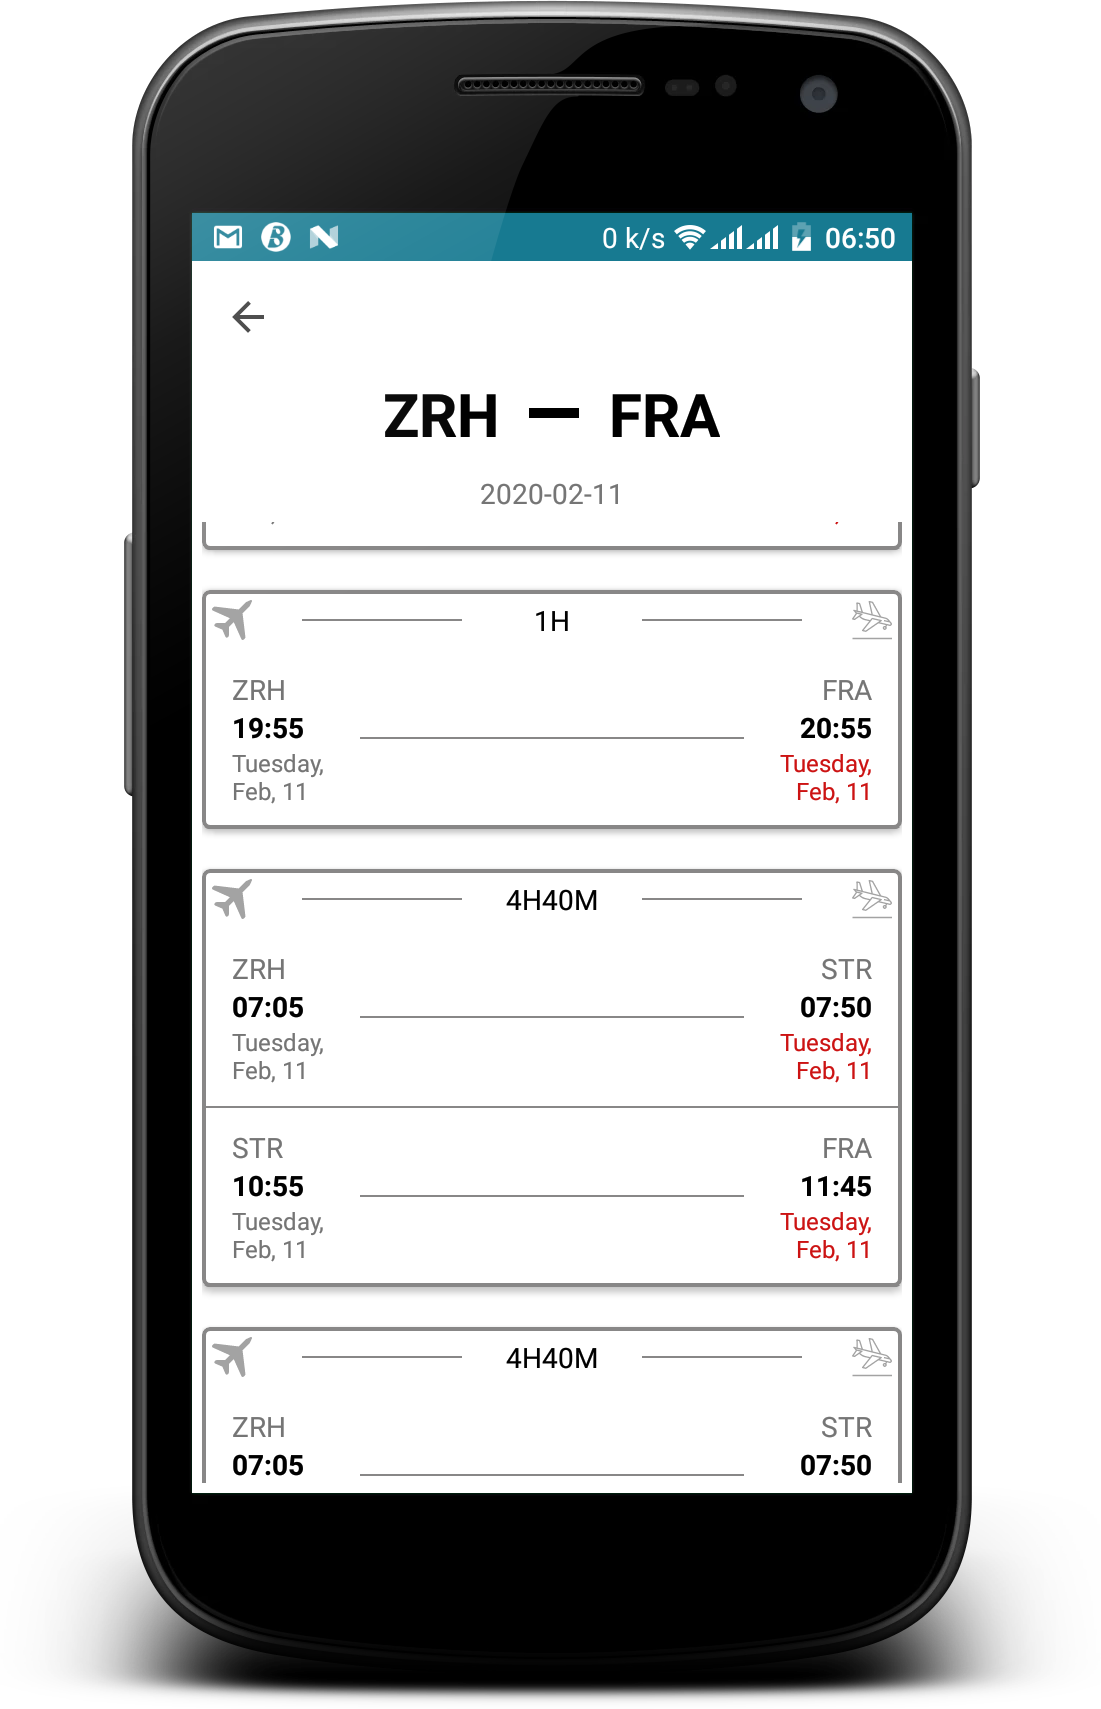 0 k/s 06:50
ZRH — FRA
2020-02-11
1H
ZRH FRA
19:55 20:55
Tuesday, Tuesday,
Feb, 11 Feb, 11
4H40M
ZRH STR
07:05 07:50
Tuesday, Tuesday,
Feb, 11 Feb, 11
STR FRA
10:55 11:45
Tuesday, Tuesday,
Feb, 11 Feb, 11
4H40M
ZRH STR
07:05 07:50